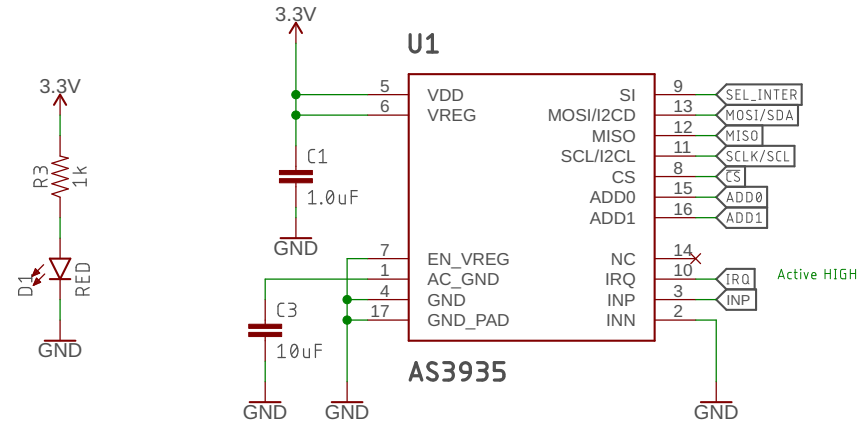 3.3V
U1
3.3V
5 VDD SI 9 SEL_INTER
6 VREG MOSI/I2CD 13 MOSI/SDA
MISO 12 MISO
C1
1.0uF
SCL/I2CL 11 SCLK/SCL
CS 8 CS
ADD0 15 ADD0
ADD1 16 ADD1
R3
1k
GND
7 EN_VREG NC 14
1 AC_GND IRQ 10 IRQ Active HIGH
4 GND INP 3 INP
17 GND_PAD INN 2
D1
RED
GND
C3
10uF
AS3935
GND
GND
GND